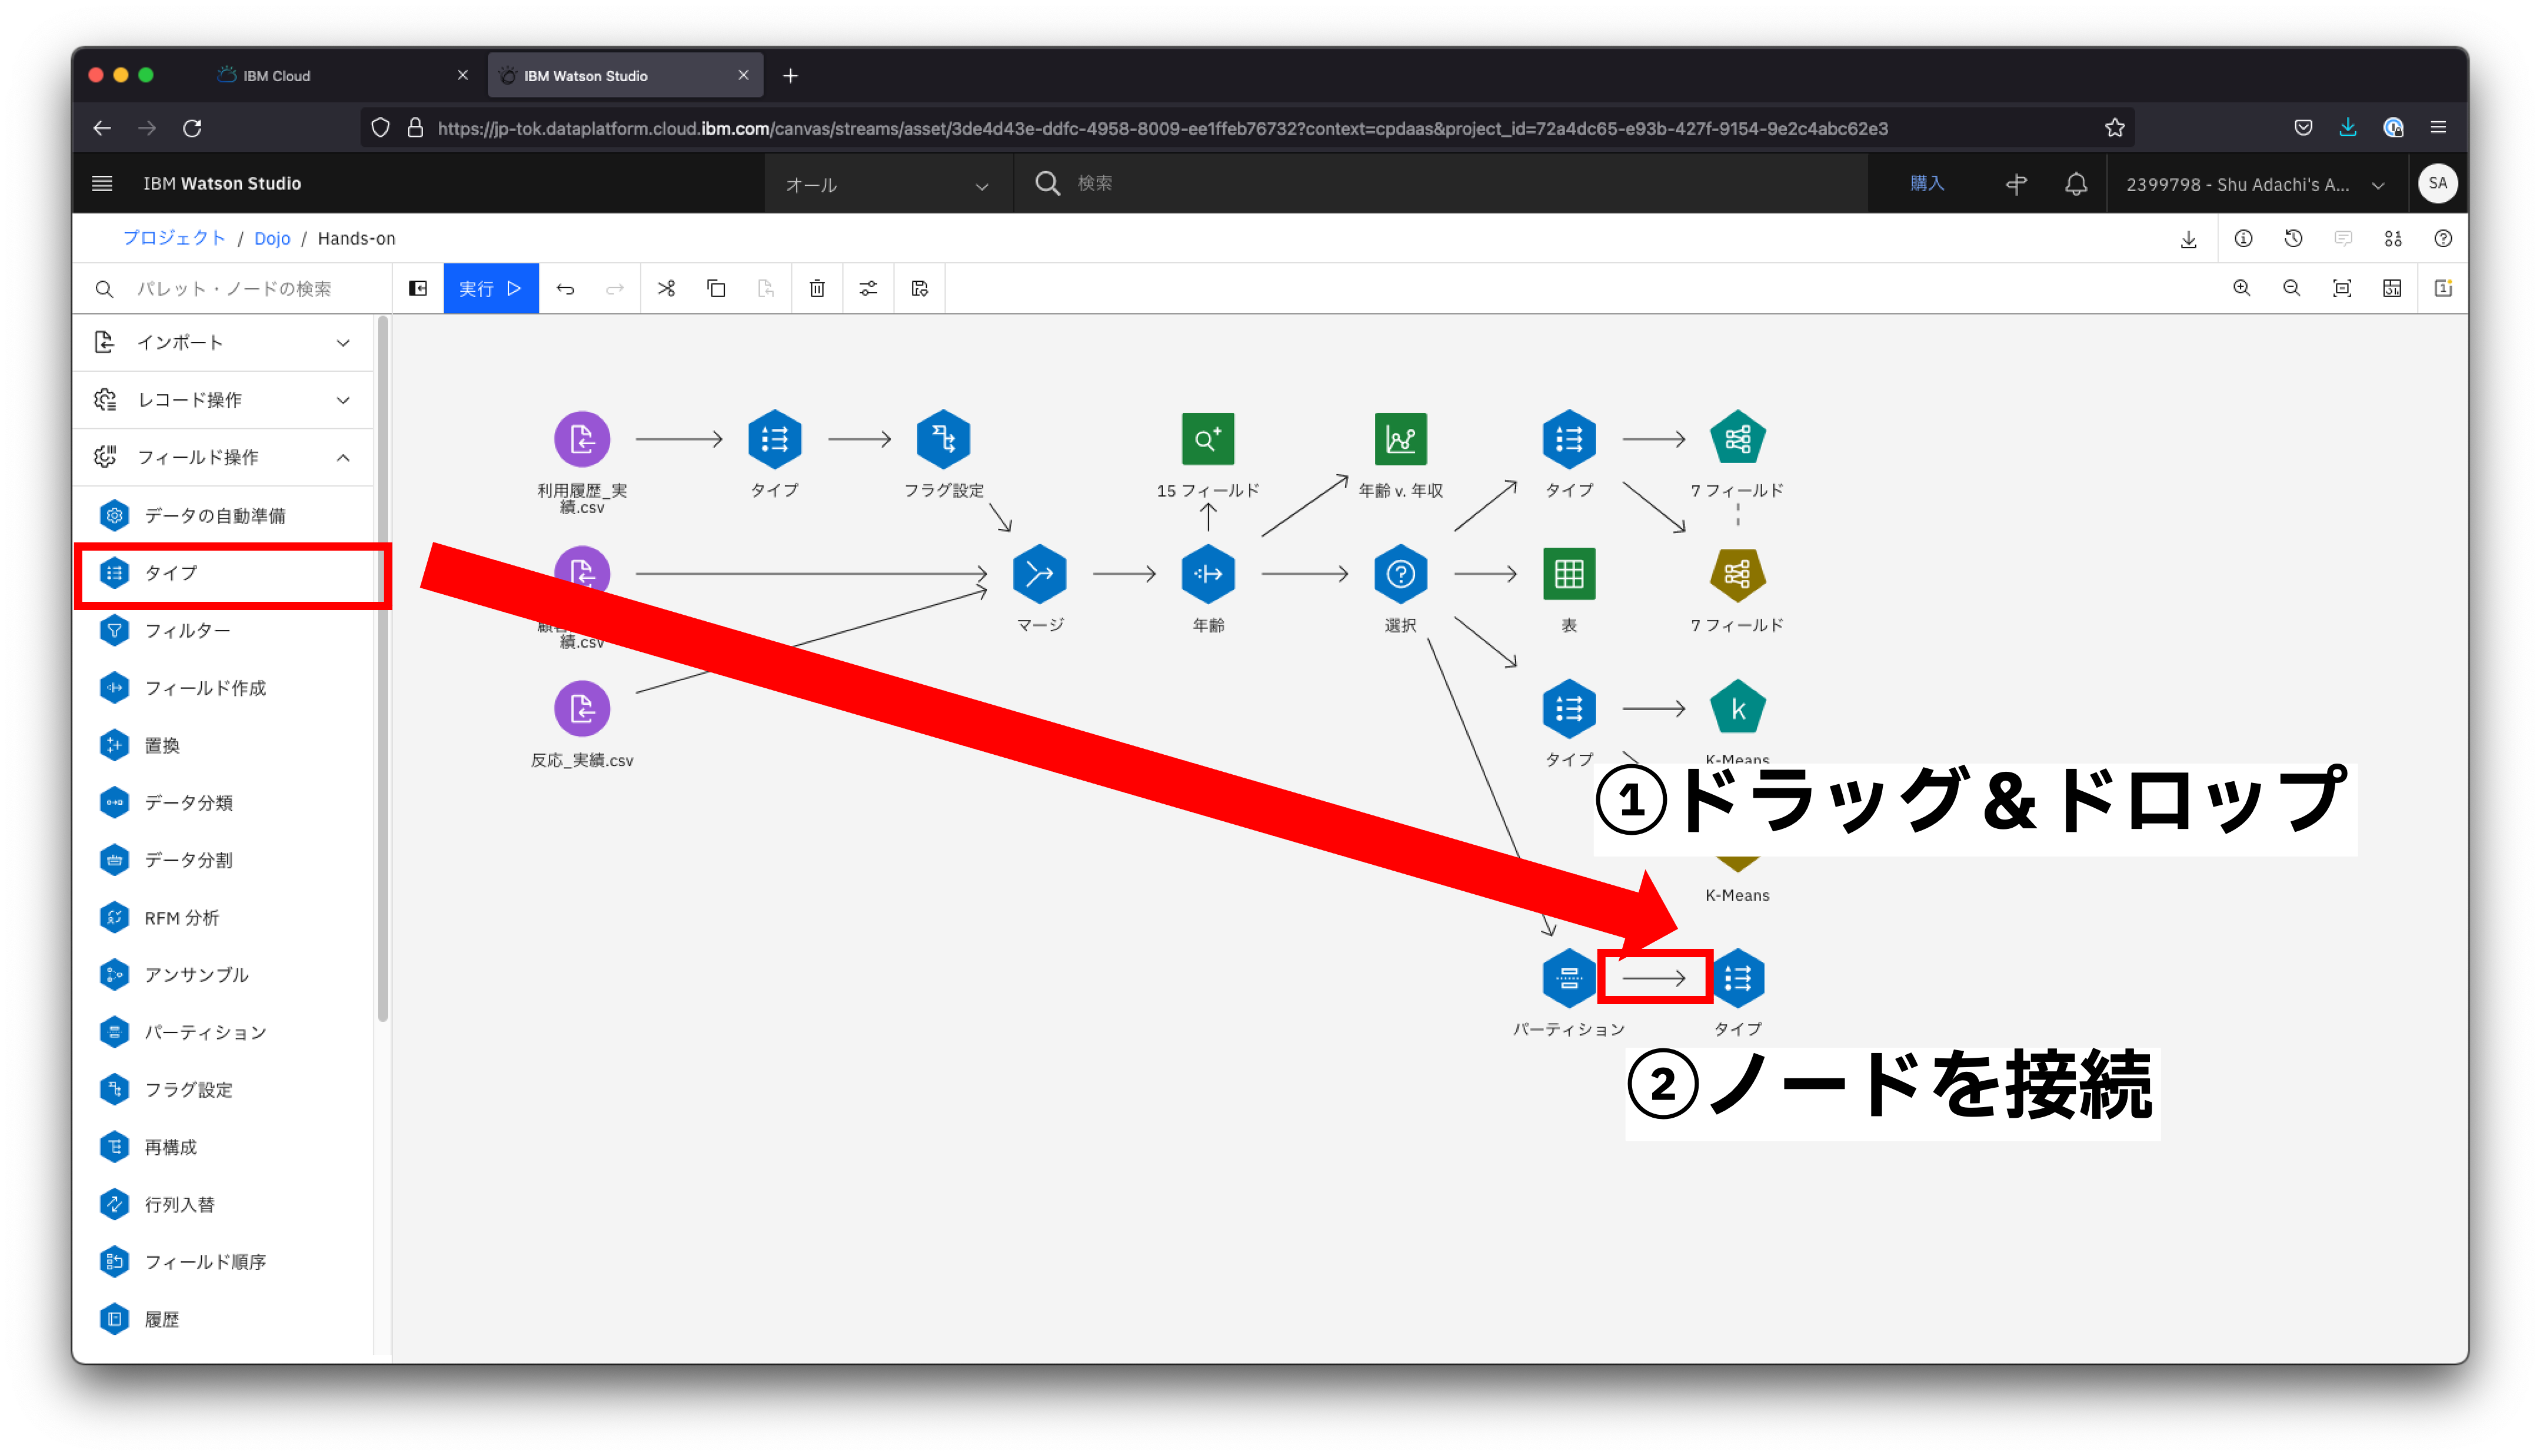 IBM Cloud
IBM Watson Studio
https://jp-tok.dataplatform.cloud.ibm.com/canvas/streams/asset/3de4d43e-ddfc-4958-8009-ee1ffeb76732?context=cpdaas&project_id=72a4dc65-e93b-427f-9154-9e2c4abc62e3
IBM Watson Studio
オール
検索
購入
2399798 - Shu Adachi's A...
SA
プロジェクト / Dojo / Hands-on
パレット・ノードの検索
実行
インポート
レコード操作
フィールド操作
データの自動準備
タイプ
フィルター
フィールド作成
置換
データ分類
データ分割
RFM 分析
アンサンブル
パーティション
フラグ設定
再構成
行列入替
フィールド順序
履歴
利用履歴_実
績.csv
タイプ
フラグ設定
15 フィールド
年齢 v. 年収
タイプ
7 フィールド
績.csv
マージ
年齢
選択
表
7 フィールド
反応_実績.csv
タイプ
K-Means
①ドラッグ&ドロップ
K-Means
パーティション
タイプ
②ノードを接続